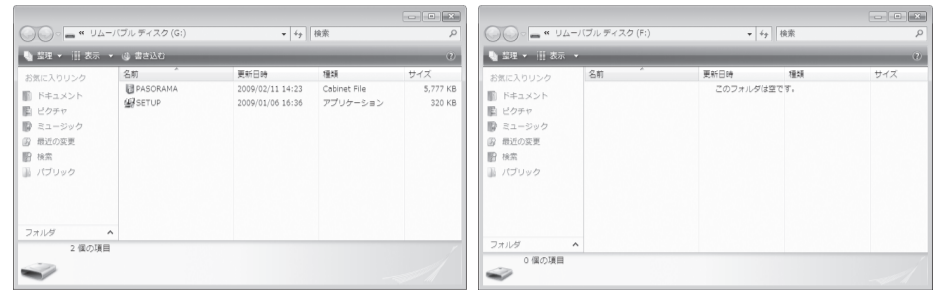 « リムーバブル ディスク (G:)
検索
整理 表示 書き込む
お気に入りリンク
ドキュメント
ピクチャ
ミュージック
最近の変更
検索
パブリック
フォルダ
名前 更新日時 種類 サイズ
PASORAMA 2009/02/11 14:23 Cabinet File 5,777 KB
SETUP 2009/01/06 16:36 アプリケーション 320 KB
2 個の項目
« リムーバブル ディスク (F:)
検索
整理 表示
お気に入りリンク
ドキュメント
ピクチャ
ミュージック
最近の変更
検索
パブリック
フォルダ
名前 更新日時 種類 サイズ
このフォルダは空です。
0 個の項目